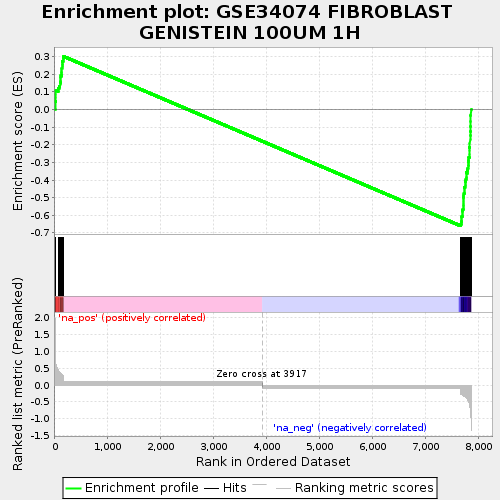 Enrichment plot: GSE34074 FIBROBLAST
GENISTEIN 100UM 1H
Enrichment score (ES)
0.3
0.2
0.1
0.0
-0.1
-0.2
-0.3
-0.4
-0.5
-0.6
-0.7
'na_pos' (positively correlated)
Ranked list metric (PreRanked)
2.0
1.5
1.0
0.5
0.0
-0.5
-1.0
-1.5
Zero cross at 3917
'na_neg' (negatively correlated)
0 1,000 2,000 3,000 4,000 5,000 6,000 7,000 8,000
Rank in Ordered Dataset
Enrichment profile Hits Ranking metric scores